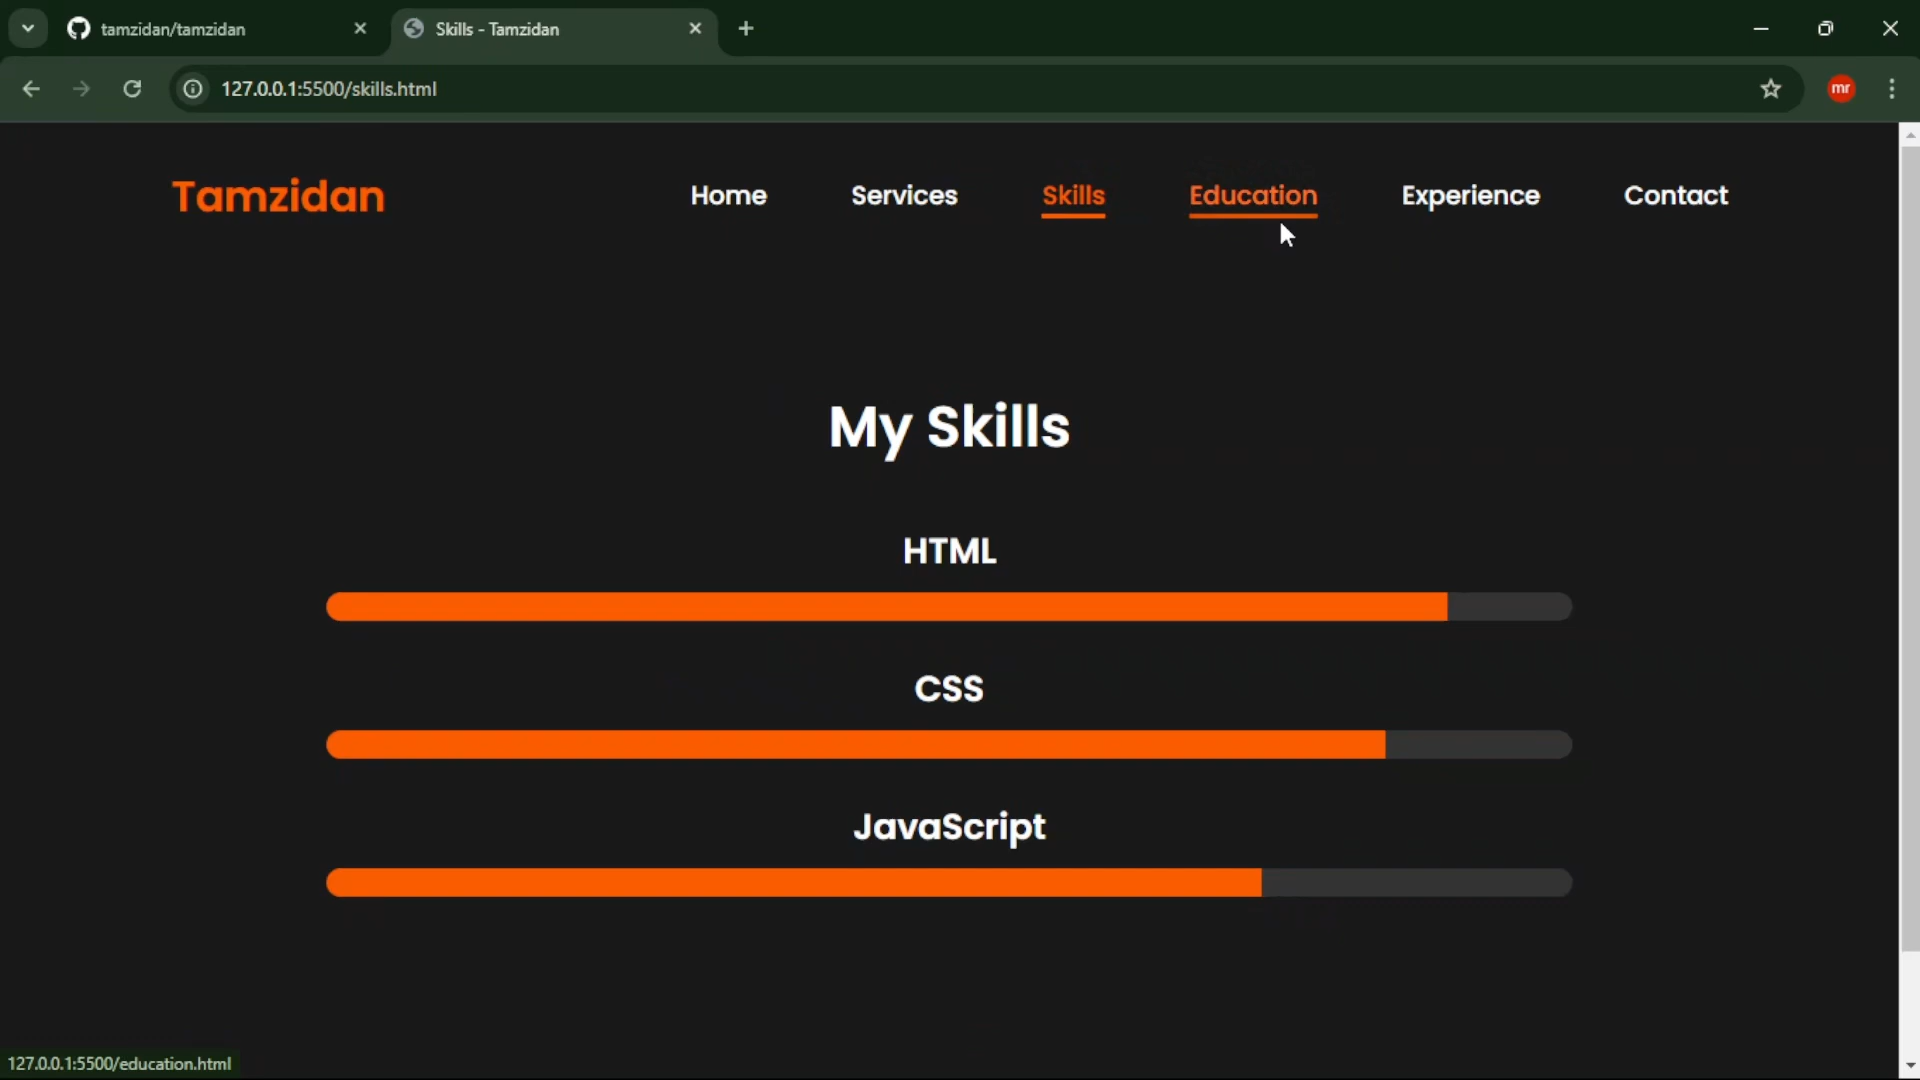 tamzidan/tamzidan
Skills - Tamzidan
127.0.0.1:5500/skills.html
mr
Tamzidan
Home Services Skills Education Experience Contact
My Skills
HTML
CSS
JavaScript
127.0.0.1:5500/education.html